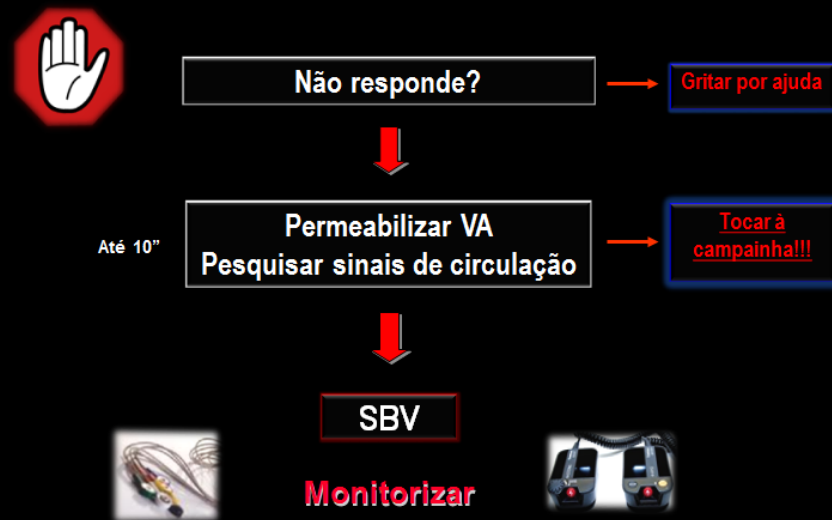 Não responde?
Gritar por ajuda
Até 10”
Permeabilizar VA
Pesquisar sinais de circulação
Tocar à
campainha!!!
SBV
Monitorizar